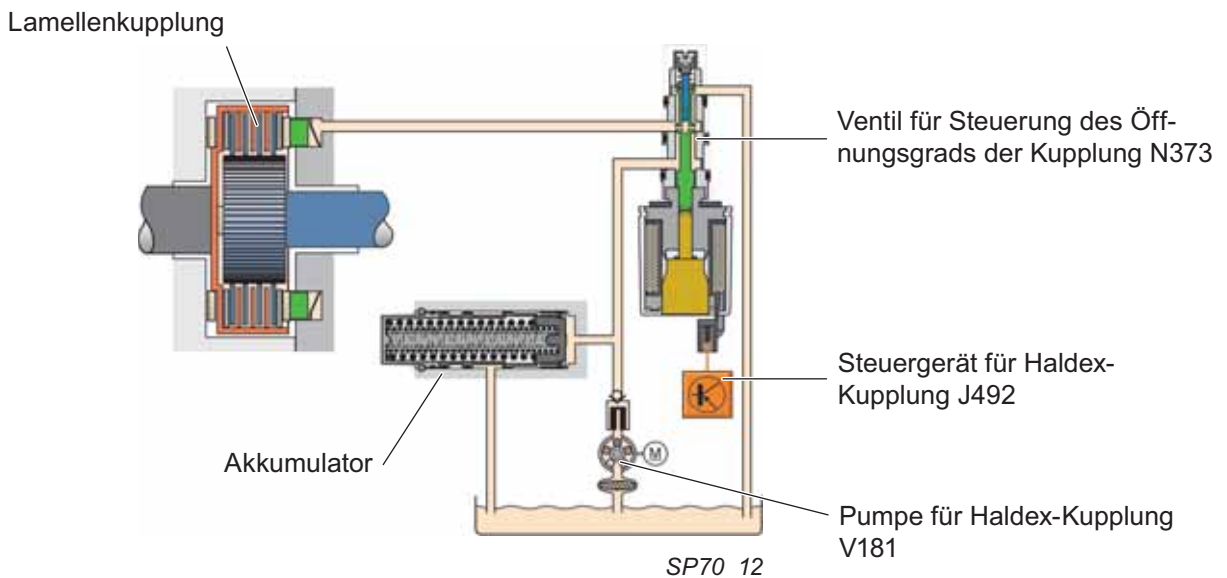 Lamellenkupplung
Ventil für Steuerung des Öff-
nungsgrads der Kupplung N373
Steuergerät für Haldex-
Kupplung J492
Akkumulator
M
Pumpe für Haldex-Kupplung
V181
SP70_12